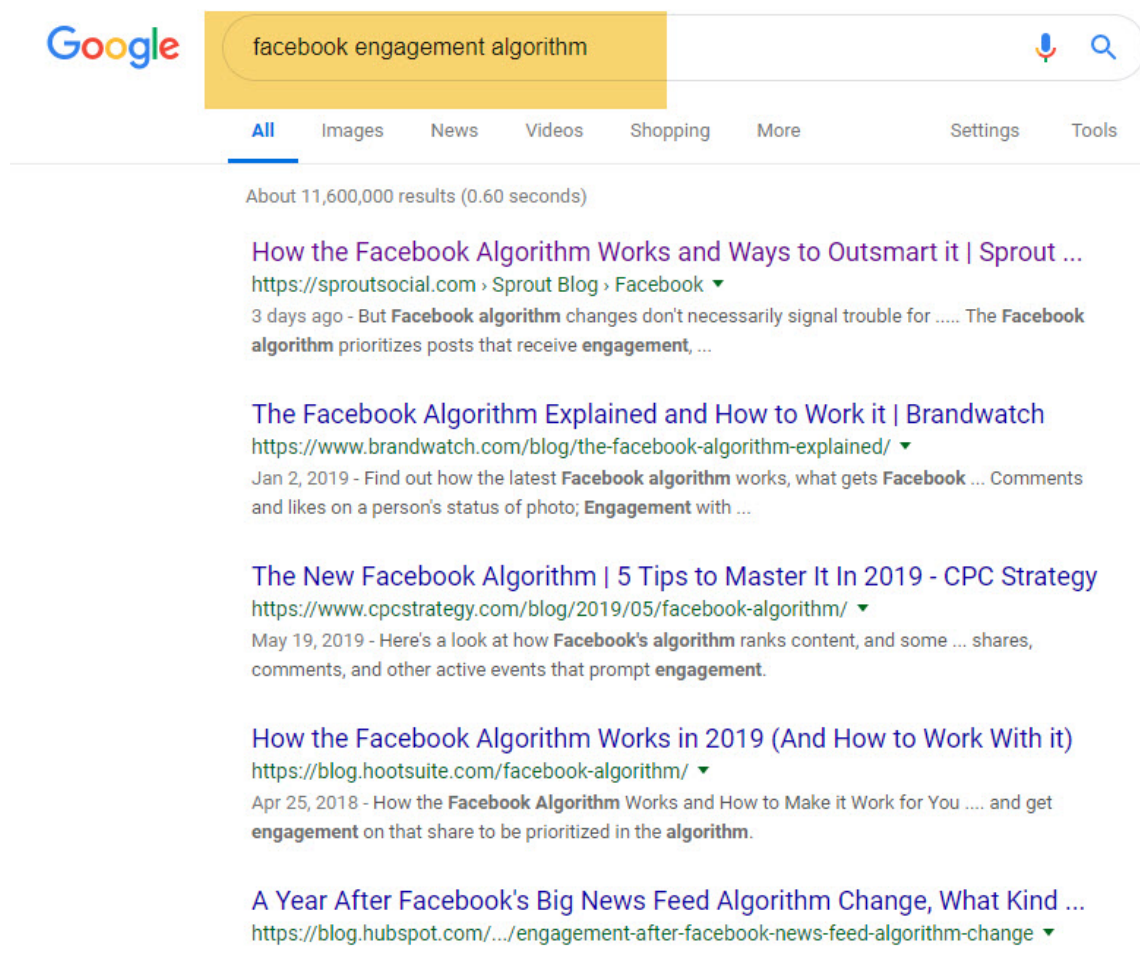 Google
facebook engagement algorithm
All Images News Videos Shopping More Settings Tools
About 11,600,000 results (0.60 seconds)
How the Facebook Algorithm Works and Ways to Outsmart it | Sprout ...
https://sproutsocial.com › Sprout Blog › Facebook
3 days ago - But Facebook algorithm changes don't necessarily signal trouble for ..... The Facebook
algorithm prioritizes posts that receive engagement, ...
The Facebook Algorithm Explained and How to Work it | Brandwatch
https://www.brandwatch.com/blog/the-facebook-algorithm-explained/
Jan 2, 2019 - Find out how the latest Facebook algorithm works, what gets Facebook ... Comments
and likes on a person's status of photo; Engagement with ...
The New Facebook Algorithm | 5 Tips to Master It In 2019 - CPC Strategy
https://www.cpcstrategy.com/blog/2019/05/facebook-algorithm/
May 19, 2019 - Here's a look at how Facebook's algorithm ranks content, and some ... shares,
comments, and other active events that prompt engagement.
How the Facebook Algorithm Works in 2019 (And How to Work With it)
https://blog.hootsuite.com/facebook-algorithm/
Apr 25, 2018 - How the Facebook Algorithm Works and How to Make it Work for You .... and get
engagement on that share to be prioritized in the algorithm.
A Year After Facebook's Big News Feed Algorithm Change, What Kind ...
https://blog.hubspot.com/.../engagement-after-facebook-news-feed-algorithm-change